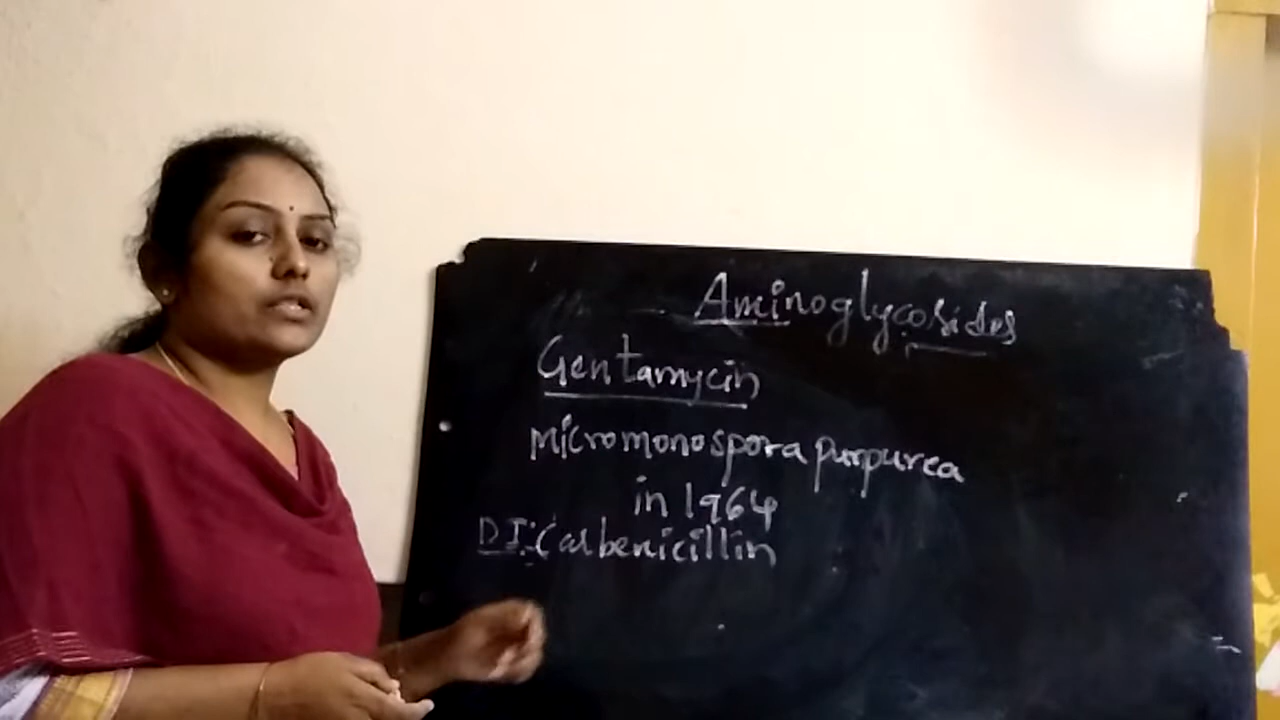 Aminoglycosides
Gentamycin
Micromonospora purpurea
in 1964
D.I:- Carbenicillin